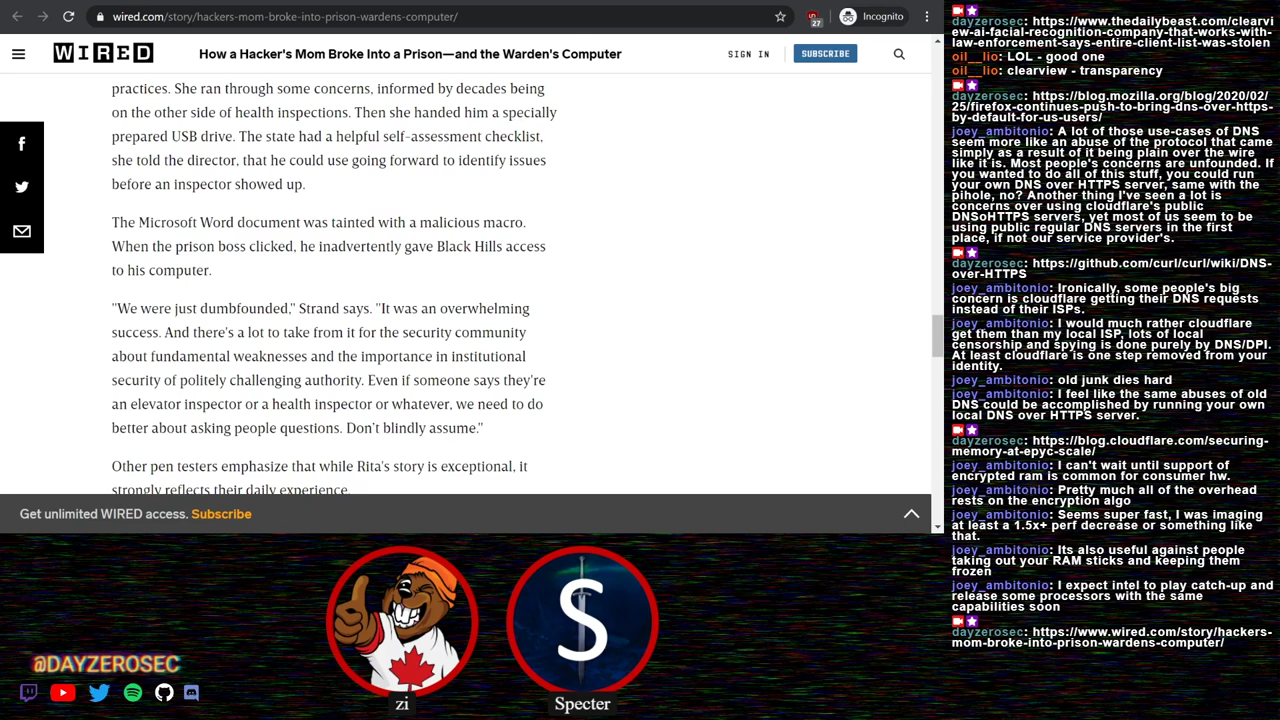 wired.com/story/hackers-mom-broke-into-prison-wardens-computer/
27
Incognito
WIRED
How a Hacker's Mom Broke Into a Prison—and the Warden's Computer
SIGN IN
SUBSCRIBE
practices. She ran through some concerns, informed by decades being
on the other side of health inspections. Then she handed him a specially
prepared USB drive. The state had a helpful self-assessment checklist,
she told the director, that he could use going forward to identify issues
before an inspector showed up.
The Microsoft Word document was tainted with a malicious macro.
When the prison boss clicked, he inadvertently gave Black Hills access
to his computer.
"We were just dumbfounded," Strand says. "It was an overwhelming
success. And there's a lot to take from it for the security community
about fundamental weaknesses and the importance in institutional
security of politely challenging authority. Even if someone says they're
an elevator inspector or a health inspector or whatever, we need to do
better about asking people questions. Don't blindly assume."
Other pen testers emphasize that while Rita's story is exceptional, it
strongly reflects their daily experience.
Get unlimited WIRED access. Subscribe
S
@DAYZEROSEC
zi
Specter
dayzerosec: https://www.thedailybeast.com/clearvi
ew-ai-facial-recognition-company-that-works-with-
law-enforcement-says-entire-client-list-was-stolen
oil__lio: LOL - good one
oil__lio: clearview - transparency
dayzerosec: https://blog.mozilla.org/blog/2020/02/
25/firefox-continues-push-to-bring-dns-over-https-
by-default-for-us-users/
joey_ambitonio: A lot of those use-cases of DNS
seem more like an abuse of the protocol that came
simply as a result of it being plain over the wire
like it is. Most people's concerns are unfounded. If
you wanted to do all of this stuff, you could run
your own DNS over HTTPS server, same with the
pihole, no? Another thing I've seen a lot is
concerns over using cloudflare's public
DNSoHTTPS servers, yet most of us seem to be
using public regular DNS servers in the first
place, if not our service provider's.
dayzerosec: https://github.com/curl/curl/wiki/DNS-
over-HTTPS
joey_ambitonio: Ironically, some people's big
concern is cloudflare getting their DNS requests
instead of their ISPs.
joey_ambitonio: I would much rather cloudflare
get them than my local ISP, lots of local
censorship and spying is done purely by DNS/DPI.
At least cloudflare is one step removed from your
identity.
joey_ambitonio: old junk dies hard
joey_ambitonio: I feel like the same abuses of old
DNS could be accomplished by running your own
local DNS over HTTPS server.
dayzerosec: https://blog.cloudflare.com/securing-
memory-at-epyc-scale/
joey_ambitonio: I can't wait until support of
encrypted ram is common for consumer hw.
joey_ambitonio: Pretty much all of the overhead
rests on the encryption algo
joey_ambitonio: Seems super fast, I was imaging
at least a 1.5x+ perf decrease or something like
that.
joey_ambitonio: Its also useful against people
taking out your RAM sticks and keeping them
frozen
joey_ambitonio: I expect intel to play catch-up and
release some processors with the same
capabilities soon
dayzerosec: https://www.wired.com/story/hackers-
mom-broke-into-prison-wardens-computer/